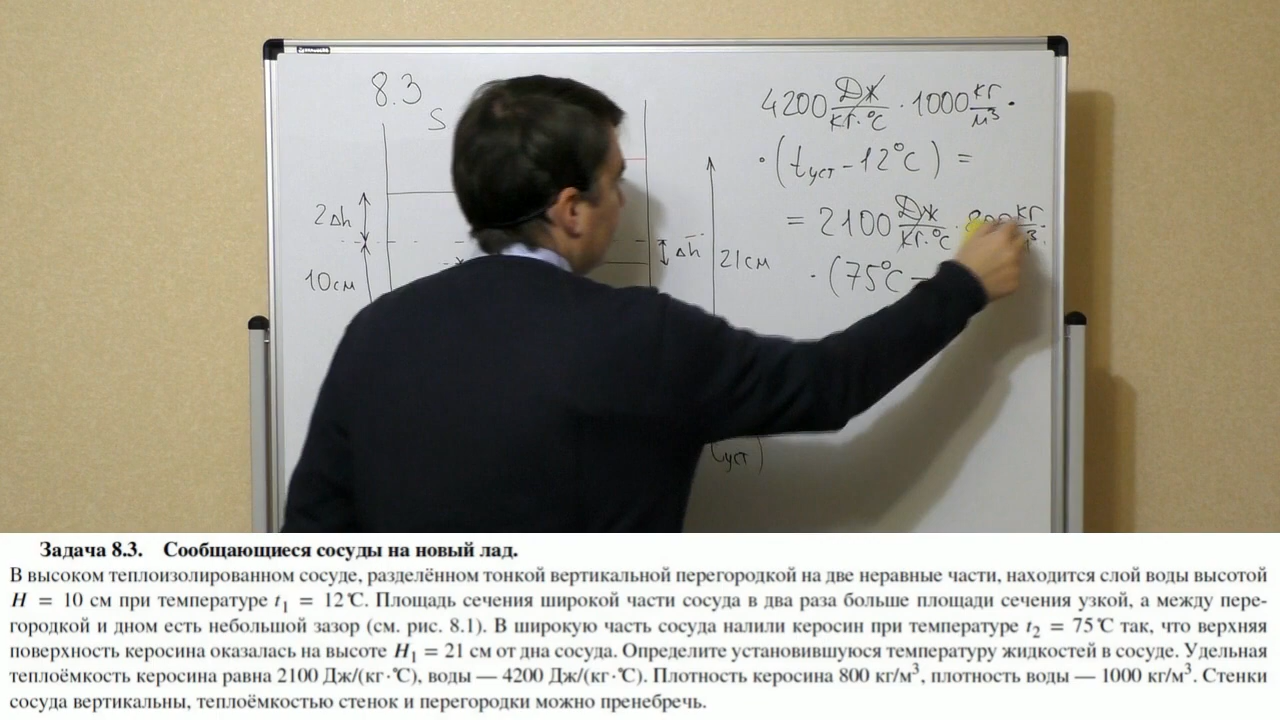 8.3
S
2Δh
10см
Δh
21см
уст)
4200 Дж/кг·°С · 1000 кг/м³ ·
· (tуст - 12°С) =
= 2100 Дж/кг·°С · 800 кг/м³ ·
· (75°С -
Задача 8.3. Сообщающиеся сосуды на новый лад.
В высоком теплоизолированном сосуде, разделённом тонкой вертикальной перегородкой на две неравные части, находится слой воды высотой
H = 10 см при температуре t₁ = 12℃. Площадь сечения широкой части сосуда в два раза больше площади сечения узкой, а между пере-
городкой и дном есть небольшой зазор (см. рис. 8.1). В широкую часть сосуда налили керосин при температуре t₂ = 75℃ так, что верхняя
поверхность керосина оказалась на высоте H₁ = 21 см от дна сосуда. Определите установившуюся температуру жидкостей в сосуде. Удельная
теплоёмкость керосина равна 2100 Дж/(кг·℃), воды — 4200 Дж/(кг·℃). Плотность керосина 800 кг/м³, плотность воды — 1000 кг/м³. Стенки
сосуда вертикальны, теплоёмкостью стенок и перегородки можно пренебречь.